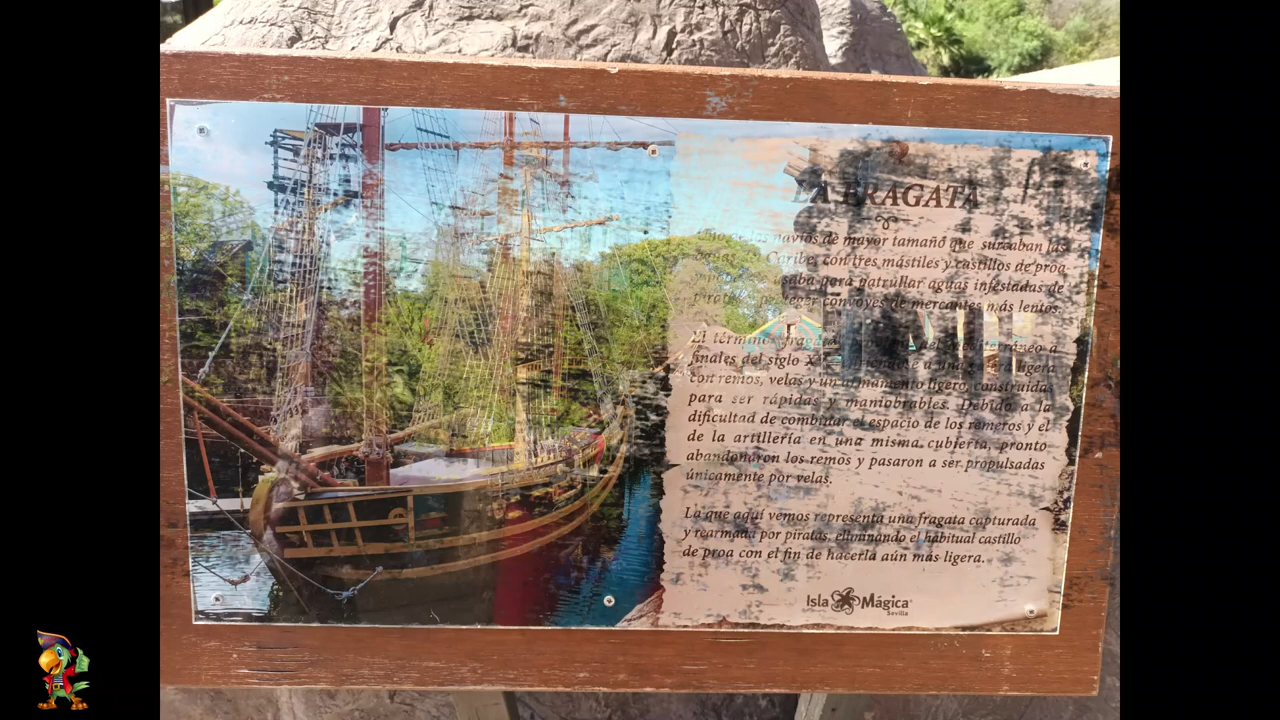 LA FRAGATA
navíos de mayor tamaño que surcaban las
Caribe, con tres mástiles y castillos de proa
para patrullar aguas infestadas de
convoyes de mercantes más lentos.
El término fragata a
finales del siglo a una ligera
con remos, velas y un armamento ligero, construidas
para ser rápidas y maniobrables. Debido a la
dificultad de combinar el espacio de los remeros y el
de la artillería en una misma cubierta, pronto
abandonaron los remos y pasaron a ser propulsadas
únicamente por velas.
La que aquí vemos representa una fragata capturada
y rearmada por piratas, eliminando el habitual castillo
de proa con el fin de hacerla aún más ligera.
Isla Mágica
Sevilla